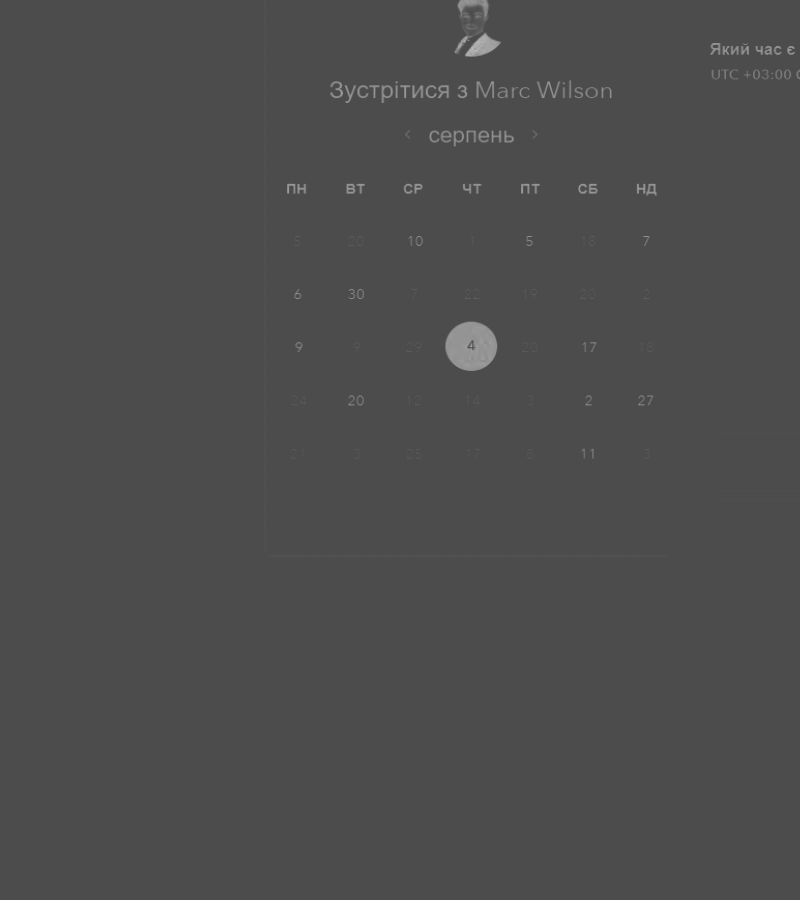 Який час є
UTC +03:00
Зустрітися з Marc Wilson
серпень
ПН ВТ СР ЧТ ПТ СБ НД
5 20 10 1 5 18 7
6 30 7 22 19 20 2
9 9 29 4 20 17 18
24 20 12 14 3 2 27
21 3 25 17 8 11 3